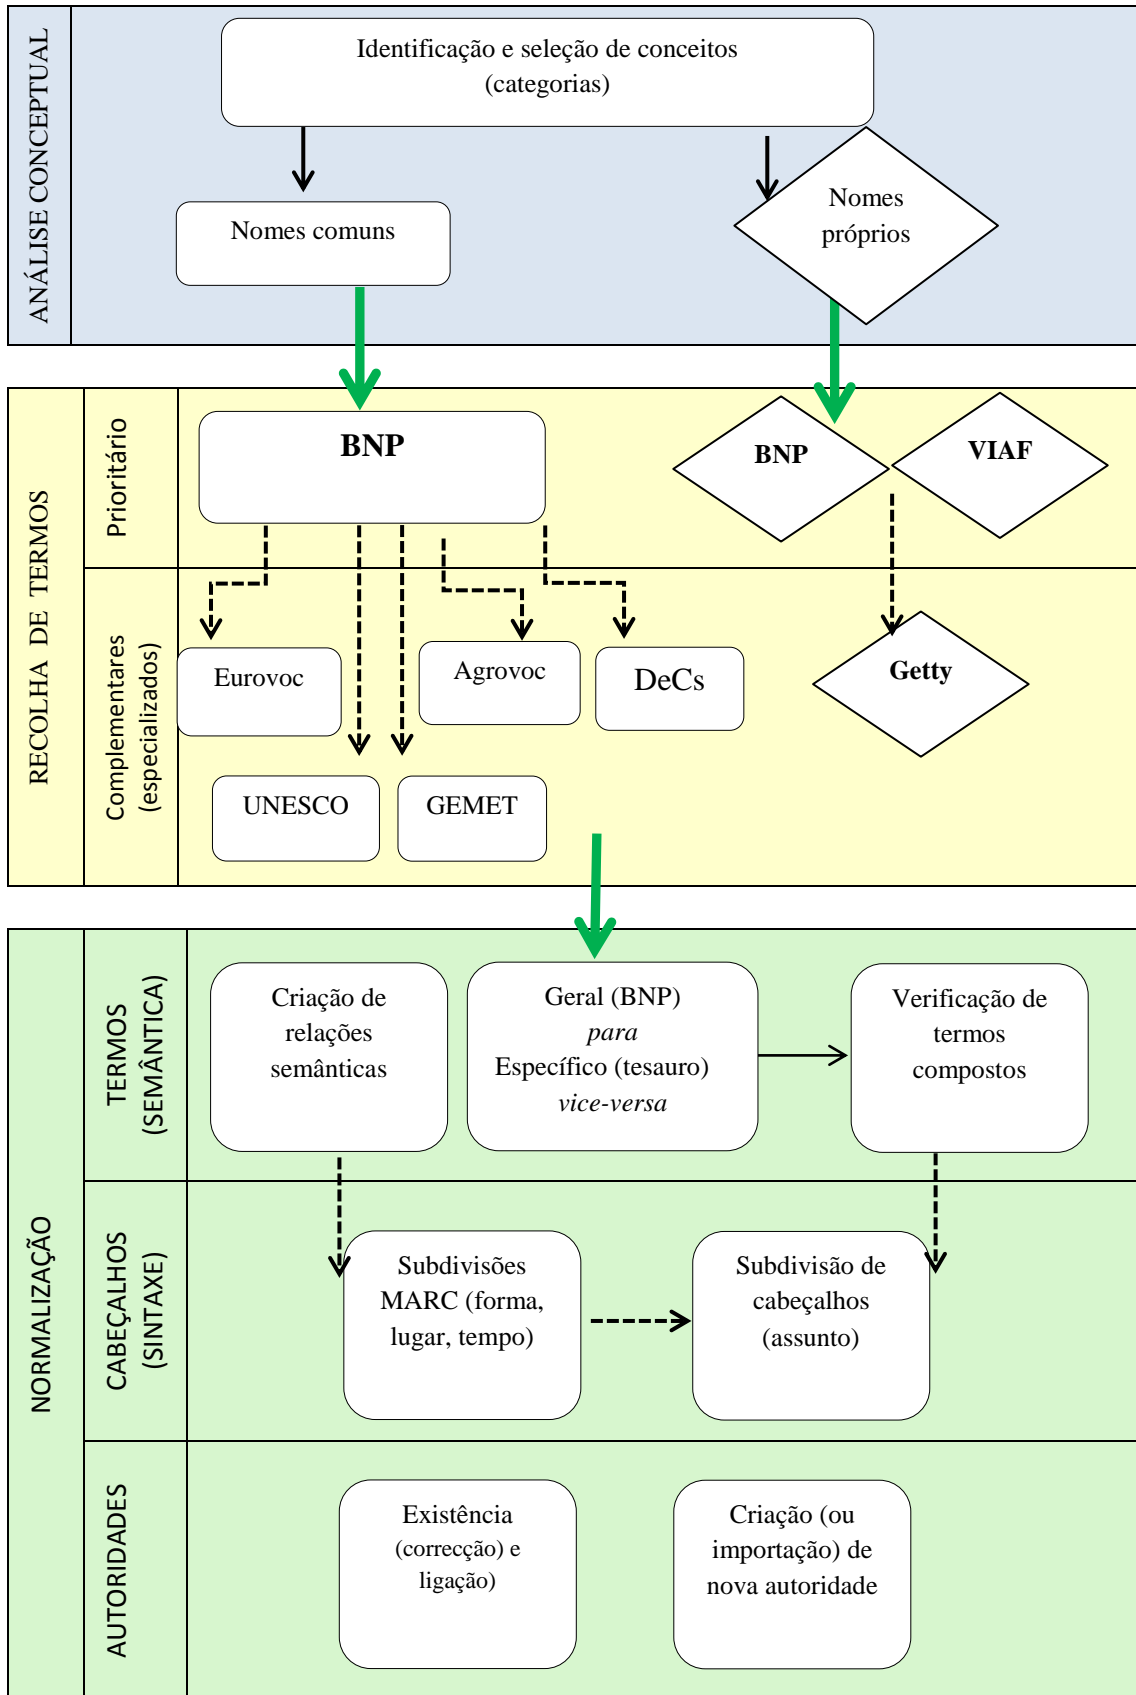 ANÁLISE CONCEPTUAL
Identificação e seleção de conceitos
(categorias)
Nomes comuns
Nomes
próprios
RECOLHA DE TERMOS
Prioritário
BNP
BNP
VIAF
Complementares
(especializados)
Eurovoc
Agrovoc
DeCs
Getty
UNESCO
GEMET
NORMALIZAÇÃO
TERMOS
(SEMÂNTICA)
Criação de
relações
semânticas
Geral (BNP)
para
Específico (tesauro)
vice-versa
Verificação de
termos
compostos
CABEÇALHOS
(SINTAXE)
Subdivisões
MARC (forma,
lugar, tempo)
Subdivisão de
cabeçalhos
(assunto)
AUTORIDADES
Existência
(correcção) e
ligação)
Criação (ou
importação) de
nova autoridade